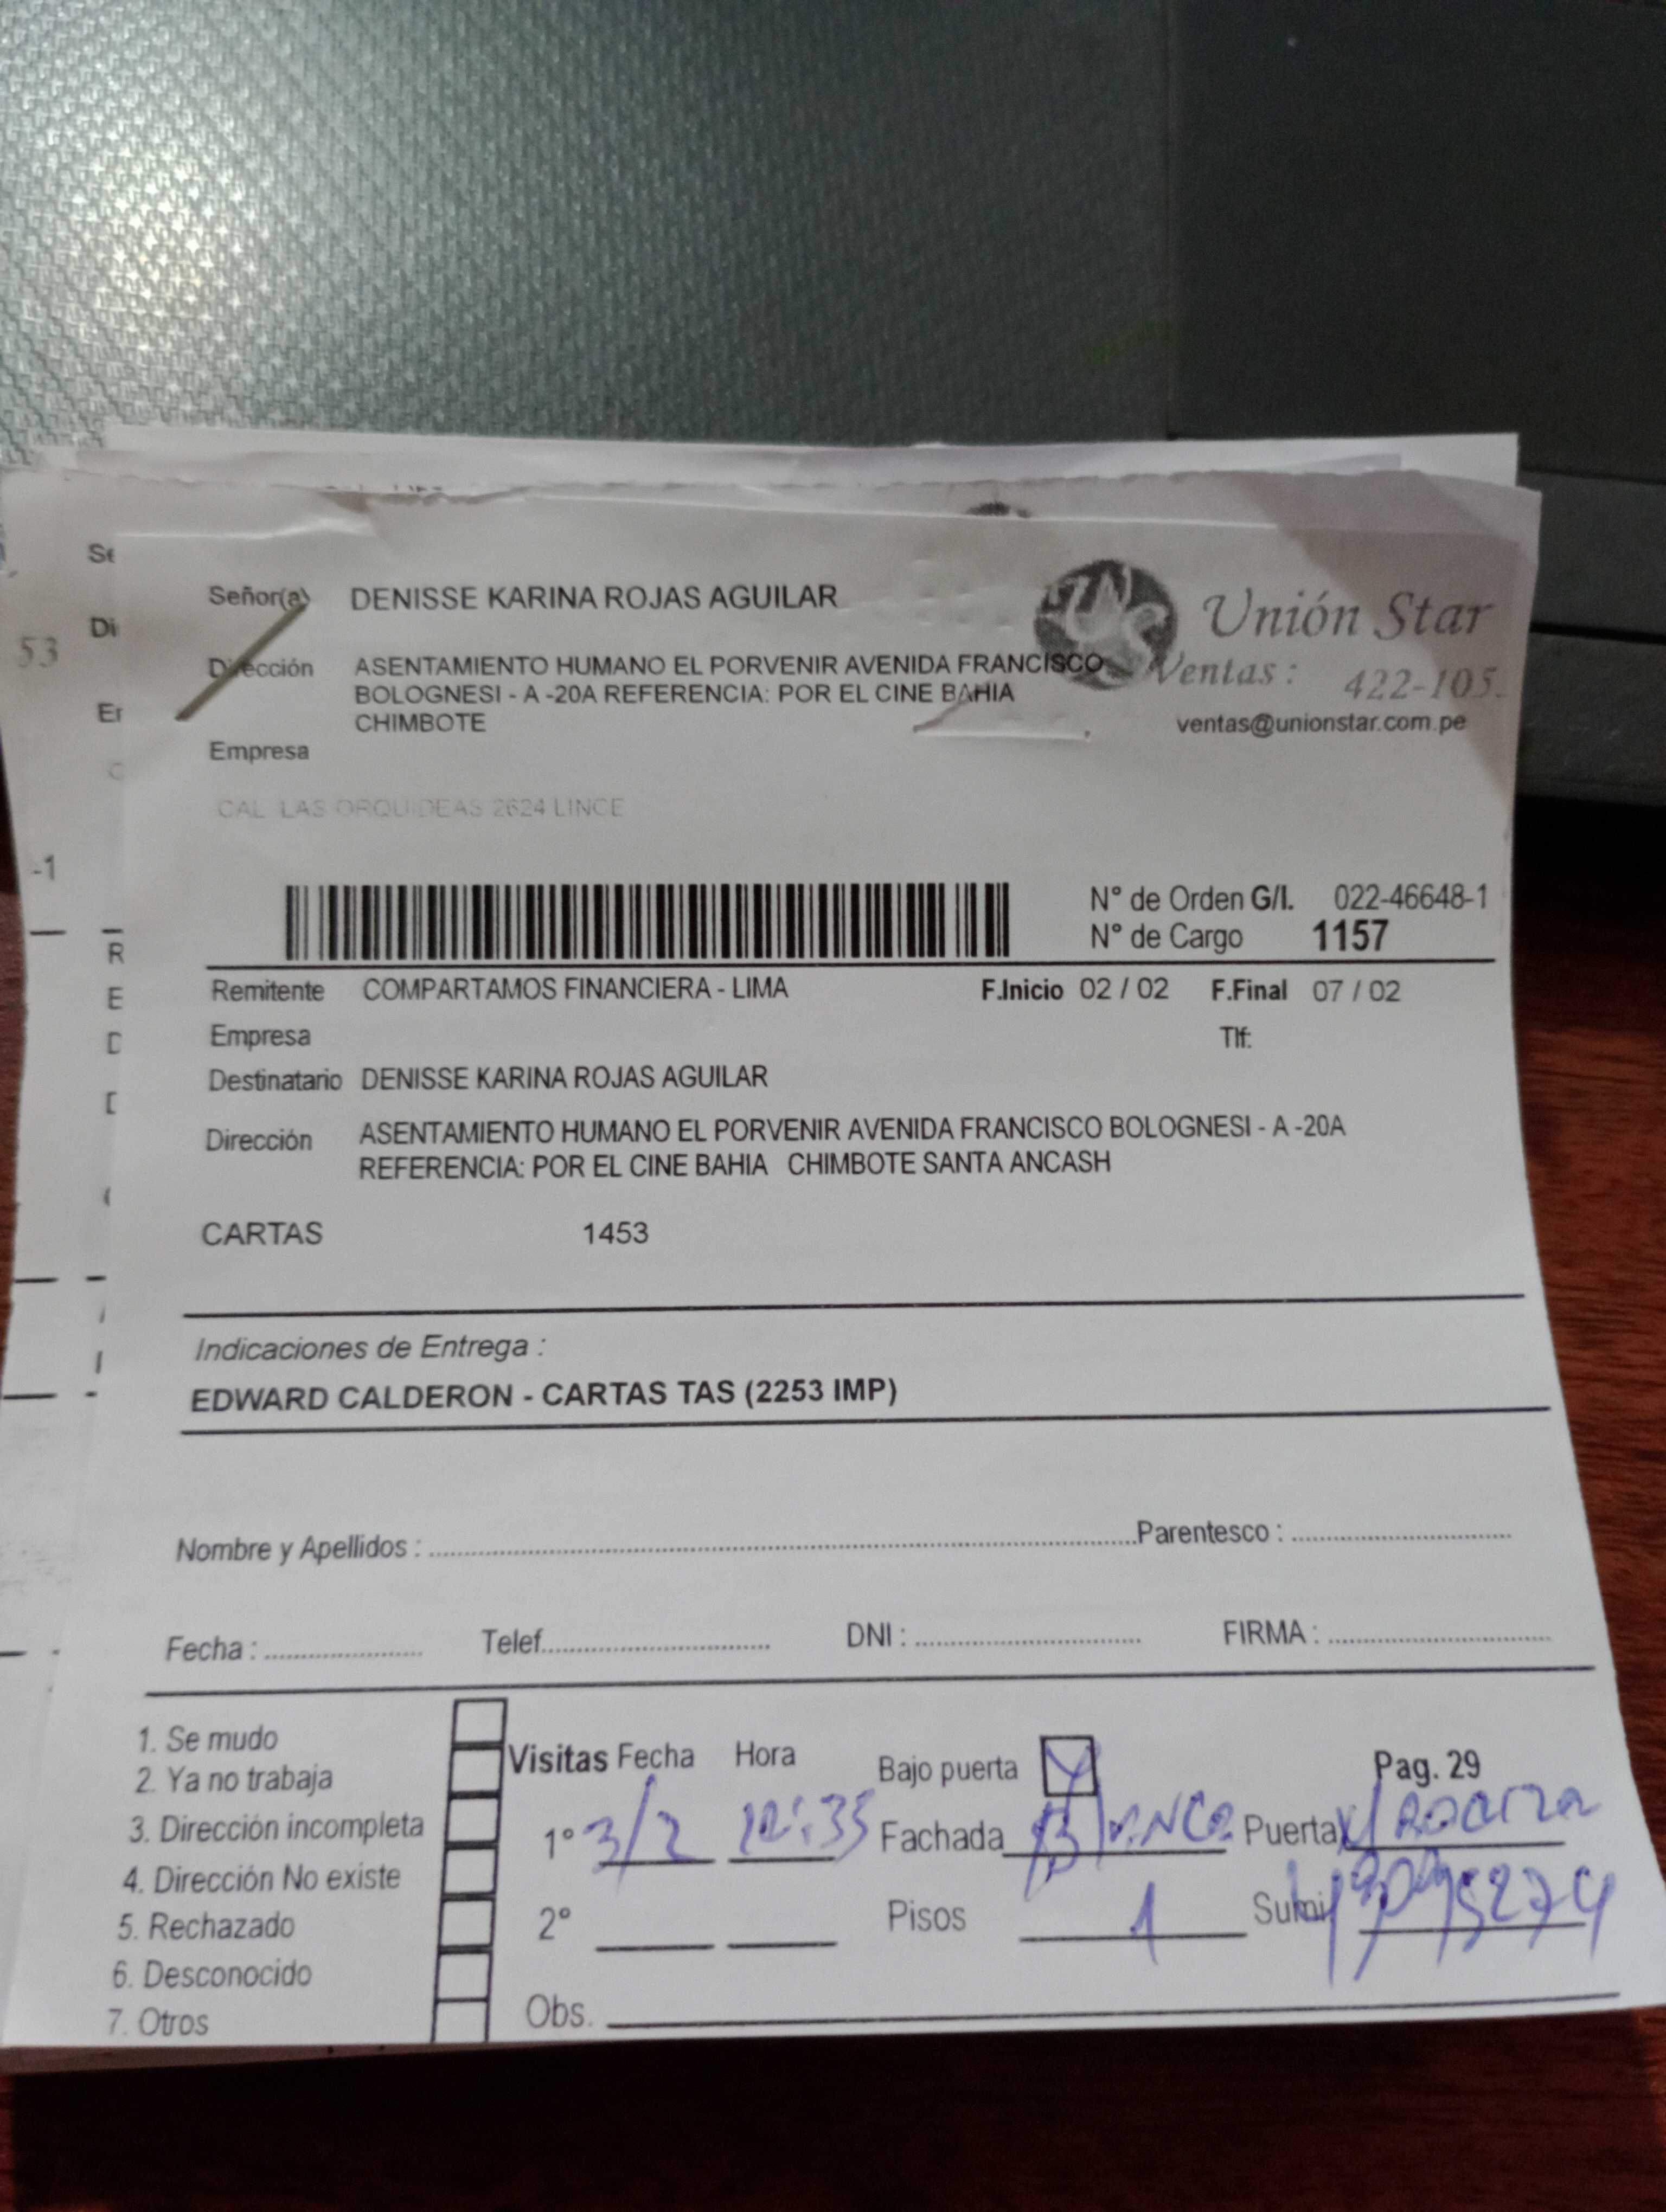 Señor(a) DENISSE KARINA ROJAS AGUILAR
Unión Star
Dirección ASENTAMIENTO HUMANO EL PORVENIR AVENIDA FRANCISCO
BOLOGNESI - A -20A REFERENCIA: POR EL CINE BAHIA
CHIMBOTE
Ventas : 422-105
ventas@unionstar.com.pe
Empresa
CAL LAS ORQUIDEAS 2624 LINCE
53
-1
N° de Orden G/I. 022-46648-1
N° de Cargo 1157
Remitente COMPARTAMOS FINANCIERA - LIMA F.Inicio 02 / 02 F.Final 07 / 02
Empresa Tlf:
Destinatario DENISSE KARINA ROJAS AGUILAR
Dirección ASENTAMIENTO HUMANO EL PORVENIR AVENIDA FRANCISCO BOLOGNESI - A -20A
REFERENCIA: POR EL CINE BAHIA CHIMBOTE SANTA ANCASH
CARTAS 1453
Indicaciones de Entrega :
EDWARD CALDERON - CARTAS TAS (2253 IMP)
Nombre y Apellidos : Parentesco :
Fecha : Telef. DNI : FIRMA :
1. Se mudo
2. Ya no trabaja
3. Dirección incompleta
4. Dirección No existe
5. Rechazado
6. Desconocido
7. Otros
Visitas Fecha Hora Bajo puerta Pag. 29
1° 3/2 Fachada Blanco Puerta
2° Pisos 1 Sumi
Obs.